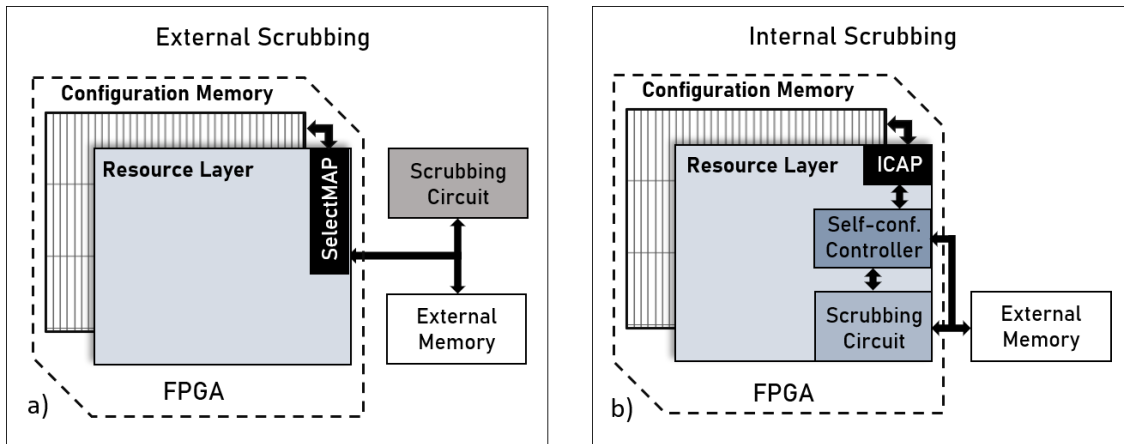 External Scrubbing
Configuration Memory
Resource Layer
SelectMAP
Scrubbing
Circuit
External
Memory
FPGA
a)
Internal Scrubbing
Configuration Memory
Resource Layer
ICAP
Self-conf.
Controller
Scrubbing
Circuit
External
Memory
FPGA
b)